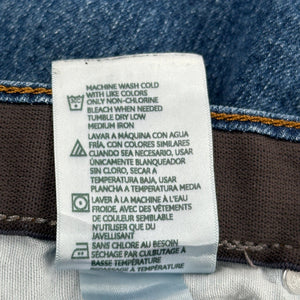 MACHINE WASH COLD
WITH LIKE COLORS
ONLY NON-CHLORINE
BLEACH WHEN NEEDED
TUMBLE DRY LOW
MEDIUM IRON
LAVAR A MÁQUINA CON AGUA
FRÍA, CON COLORES SIMILARES
CUANDO SEA NECESARIO, USAR
ÚNICAMENTE BLANQUEADOR
SIN CLORO, SECAR A
TEMPERATURA BAJA, USAR
PLANCHA A TEMPERATURA MEDIA
LAVER À LA MACHINE À L'EAU
FROIDE, AVEC DES VÊTEMENTS
DE COULEUR SEMBLABLE
N'UTILISER QUE DU
JAVELLISANT
SANS CHLORE AU BESOIN
SÉCHAGE PAR CULBUTAGE À
BASSE TEMPÉRATURE